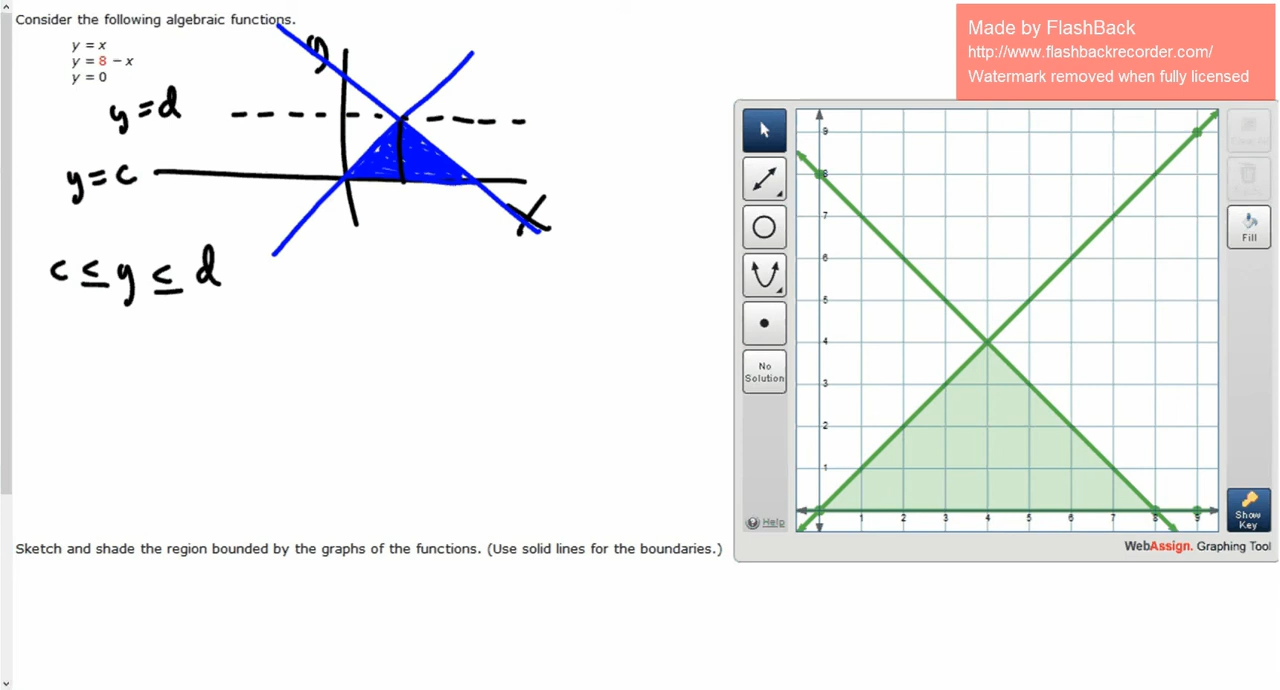 Consider the following algebraic functions.
y = x
y = 8 − x
y = 0
y = d
y = c
c ≤ y ≤ d
y
x
Made by FlashBack
http://www.flashbackrecorder.com/
Watermark removed when fully licensed
9
8
7
6
5
4
3
2
1
1 2 3 4 5 6 7 8 9
No
Solution
Fill
Help
Show
Key
WebAssign. Graphing Tool
Sketch and shade the region bounded by the graphs of the functions. (Use solid lines for the boundaries.)